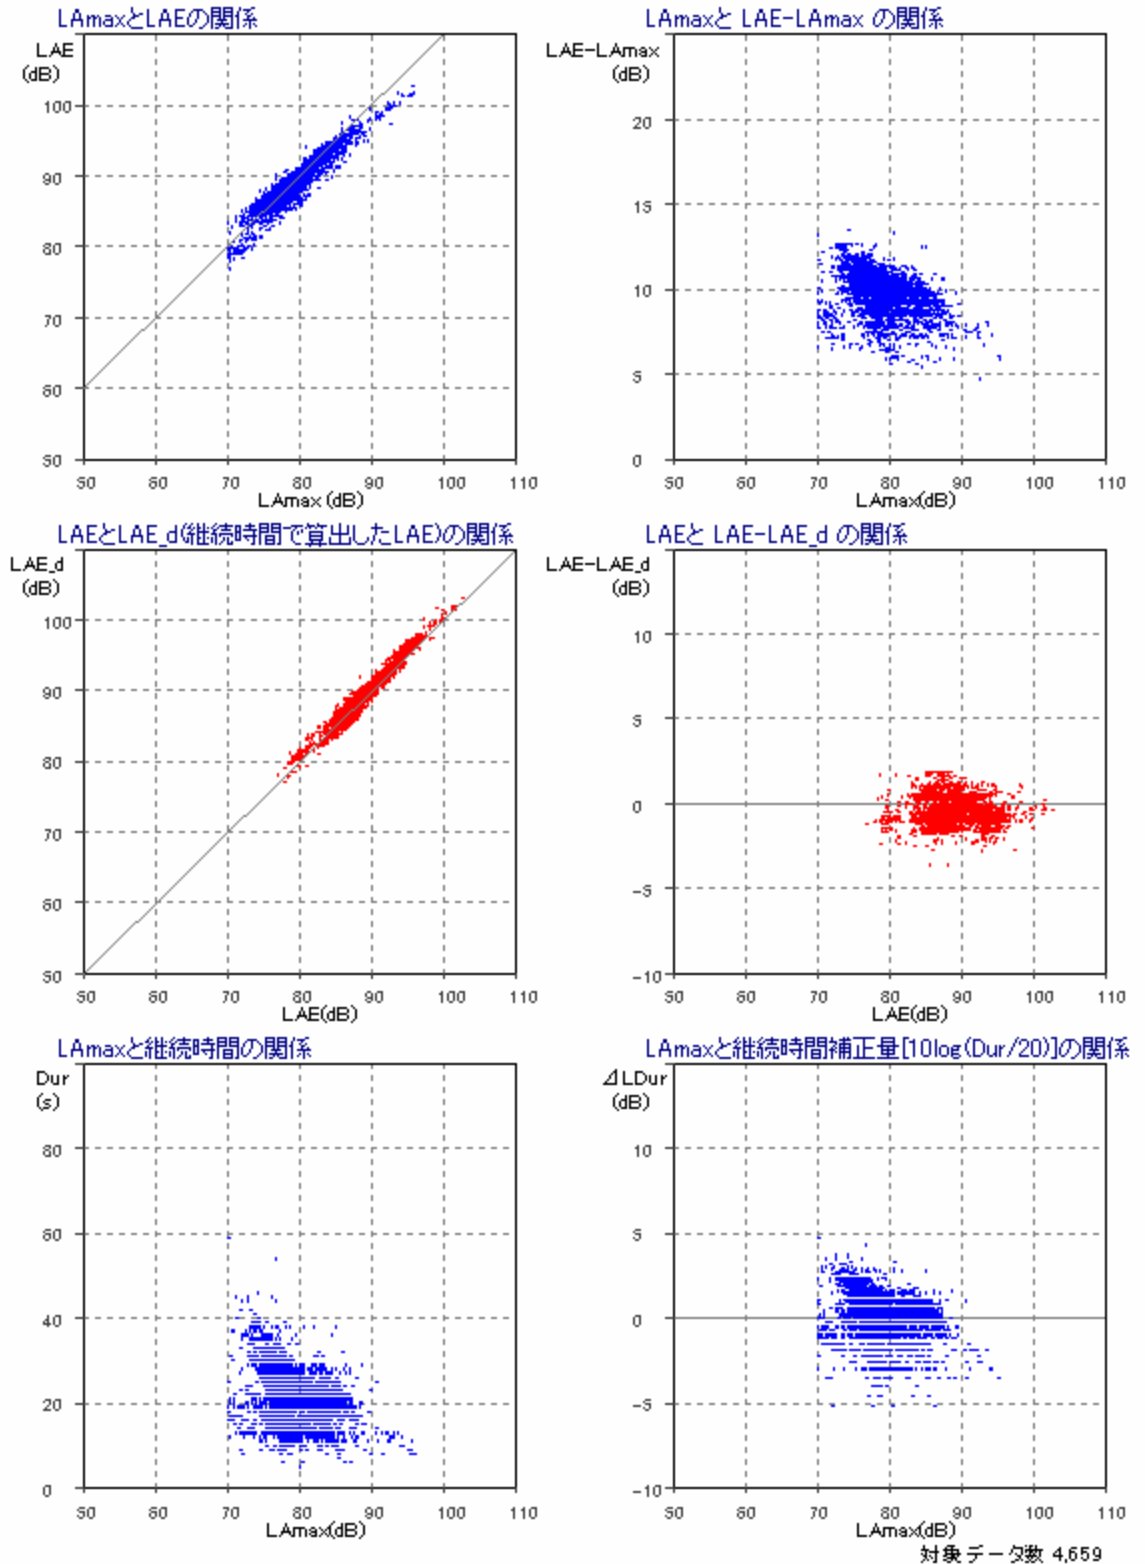 LAmaxとLAEの関係
LAE
(dB)
100
90
80
70
60
50
50 60 70 80 90 100 110
LAmax (dB)
LAmaxと LAE-LAmax の関係
LAE-LAmax
(dB)
20
15
10
5
0
50 60 70 80 90 100 110
LAmax(dB)
LAEとLAE_d(継続時間で算出したLAE)の関係
LAE_d
(dB)
100
90
80
70
60
50
50 60 70 80 90 100 110
LAE(dB)
LAEと LAE-LAE_d の関係
LAE-LAE_d
(dB)
10
5
0
-5
-10
50 60 70 80 90 100 110
LAE(dB)
LAmaxと継続時間の関係
Dur
(s)
80
60
40
20
0
50 60 70 80 90 100 110
LAmax(dB)
LAmaxと継続時間補正量[10log(Dur/20)]の関係
⊿LDur
(dB)
10
5
0
-5
-10
50 60 70 80 90 100 110
LAmax(dB)
対象データ数 4,659